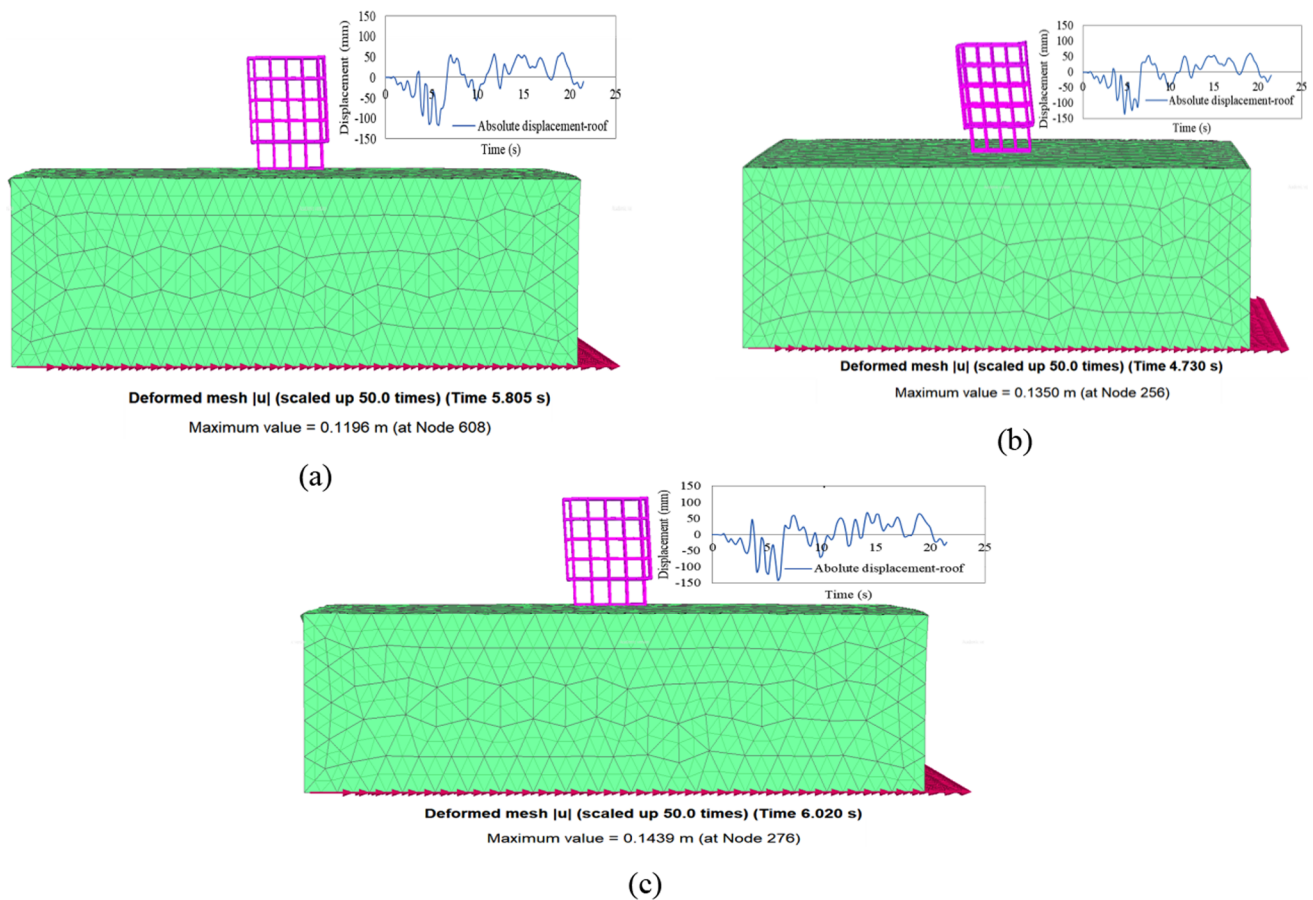 Displacement (mm)
150
100
50
0
-50
-100
-150
0
5
10
15
20
25
Absolute displacement-roof
Time (s)
Deformed mesh |u| (scaled up 50.0 times) (Time 5.805 s)
Maximum value = 0.1196 m (at Node 608)
(a)
Displacement (mm)
150
100
50
0
-50
-100
-150
0
5
10
15
20
25
Absolute displacement-roof
Time (s)
Deformed mesh |u| (scaled up 50.0 times) (Time 4.730 s)
Maximum value = 0.1350 m (at Node 256)
(b)
Displacement (mm)
150
100
50
0
-50
-100
-150
0
5
10
15
20
25
Abolute displacement-roof
Time (s)
Deformed mesh |u| (scaled up 50.0 times) (Time 6.020 s)
Maximum value = 0.1439 m (at Node 276)
(c)